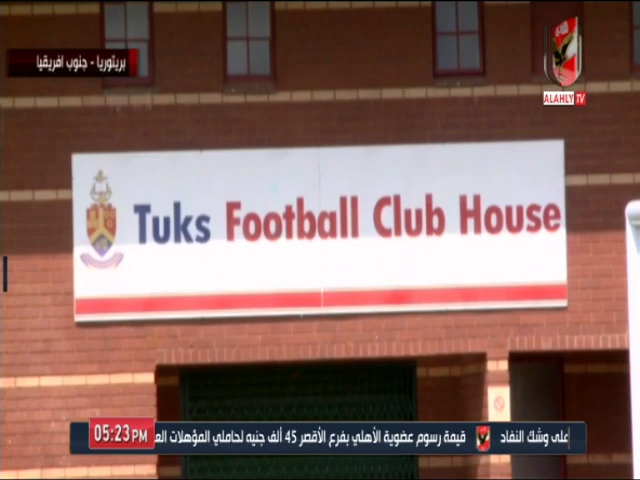 بريتوريا - جنوب افريقيا
ALAHLY TV
Tuks Football Club House
05:23 PM
على وشك النفاد
قيمة رسوم عضوية الأهلي بفرع الأقصر 45 ألف جنيه لحاملي المؤهلات